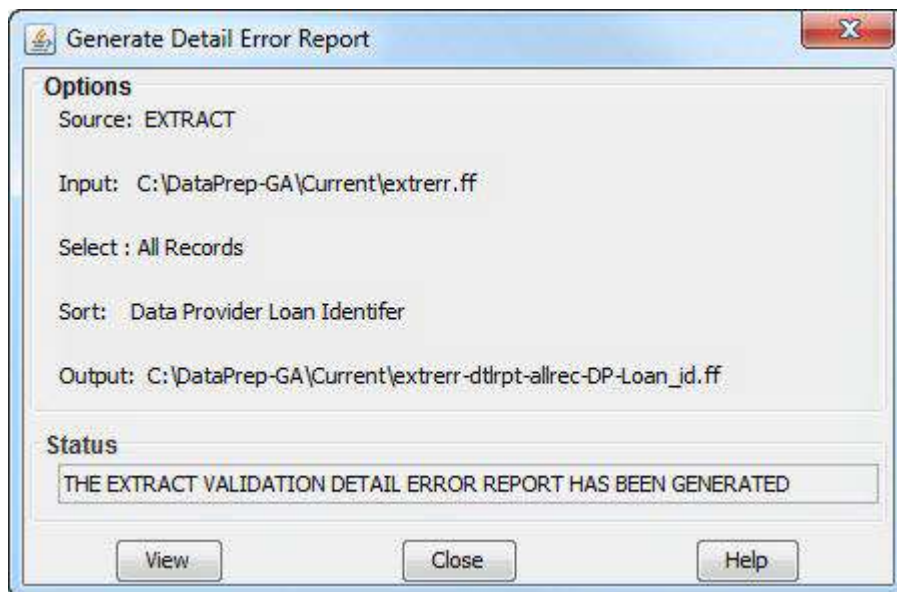 Generate Detail Error Report
Options
Source: EXTRACT
Input: C:\DataPrep-GA\Current\extrerr.ff
Select : All Records
Sort: Data Provider Loan Identifer
Output: C:\DataPrep-GA\Current\extrerr-dtlrpt-allrec-DP-Loan_id.ff
Status
THE EXTRACT VALIDATION DETAIL ERROR REPORT HAS BEEN GENERATED
View Close Help